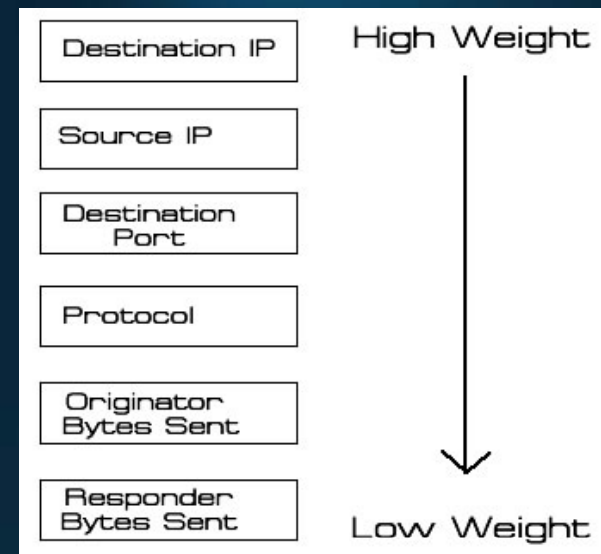 Destination IP
High Weight
Source IP
Destination
Port
Protocol
Originator
Bytes Sent
Responder
Bytes Sent
Low Weight